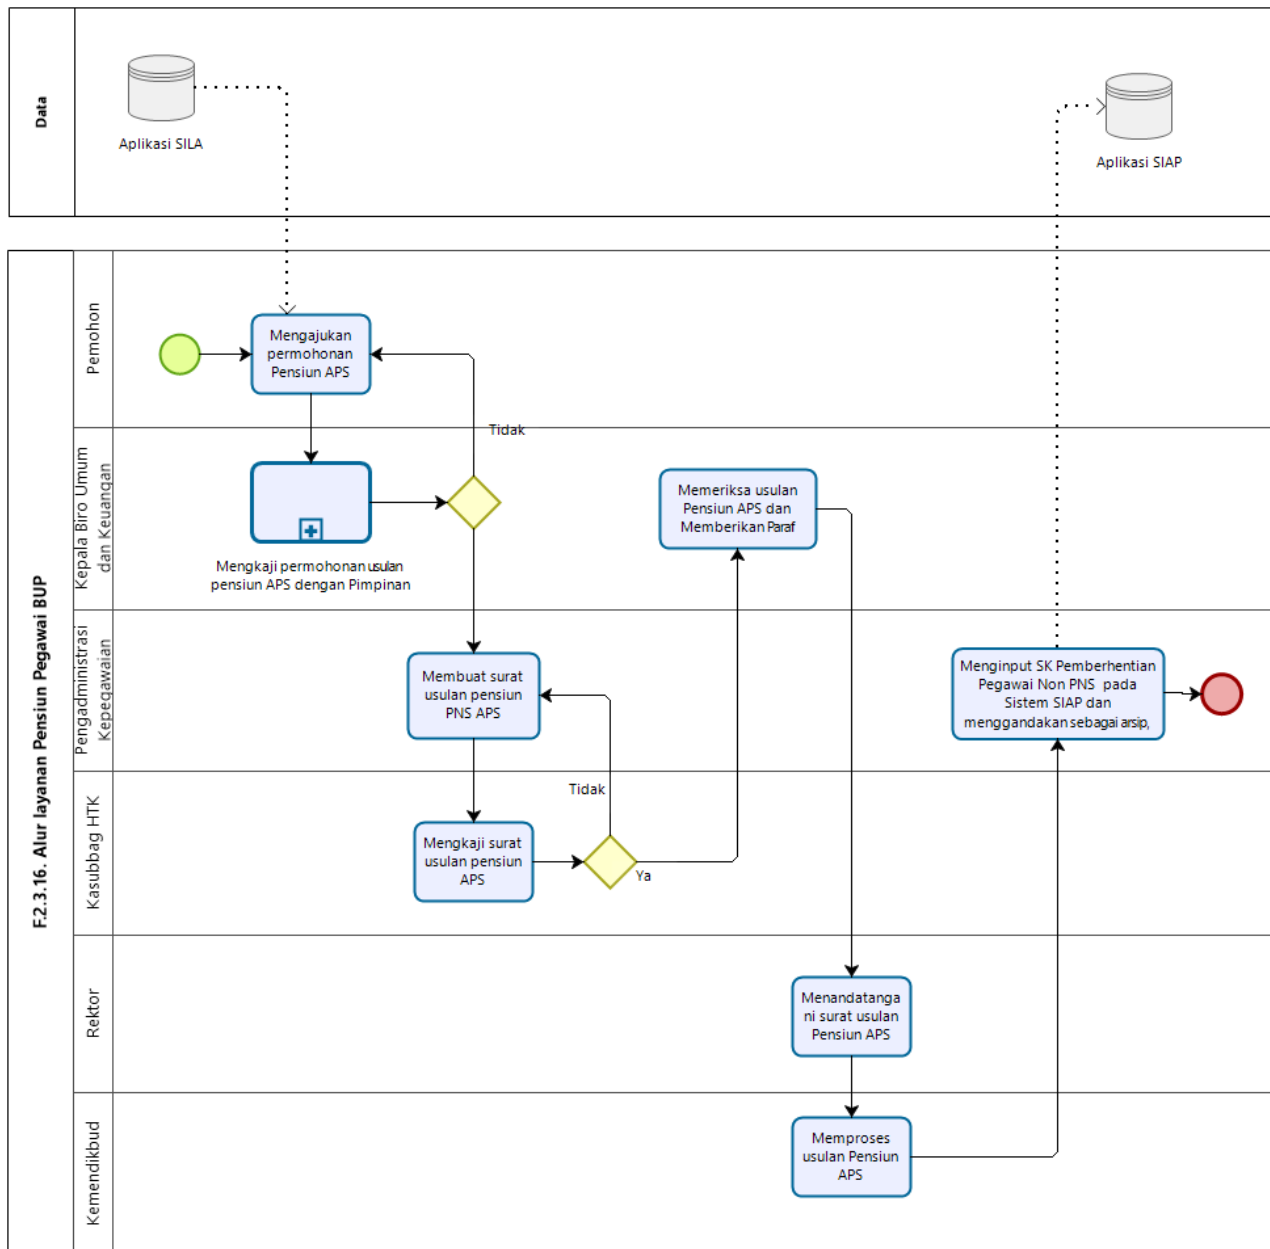 Data
Aplikasi SILA
Aplikasi SIAP
F.2.3.16. Alur layanan Pensiun Pegawai BUP
Pemohon
Mengajukan
permohonan
Pensiun APS
Tidak
Kepala Biro Umum
dan Keuangan
Mengkaji permohonan usulan
pensiun APS dengan Pimpinan
Memeriksa usulan
Pensiun APS dan
Memberikan Paraf
Pengadministrasi
Kepegawaian
Membuat surat
usulan pensiun
PNS APS
Menginput SK Pemberhentian
Pegawai Non PNS pada
Sistem SIAP dan
menggandakan sebagai arsip,
Kasubbag HTK
Tidak
Mengkaji surat
usulan pensiun
APS
Ya
Rektor
Menandatanga
ni surat usulan
Pensiun APS
Kemendikbud
Memproses
usulan Pensiun
APS